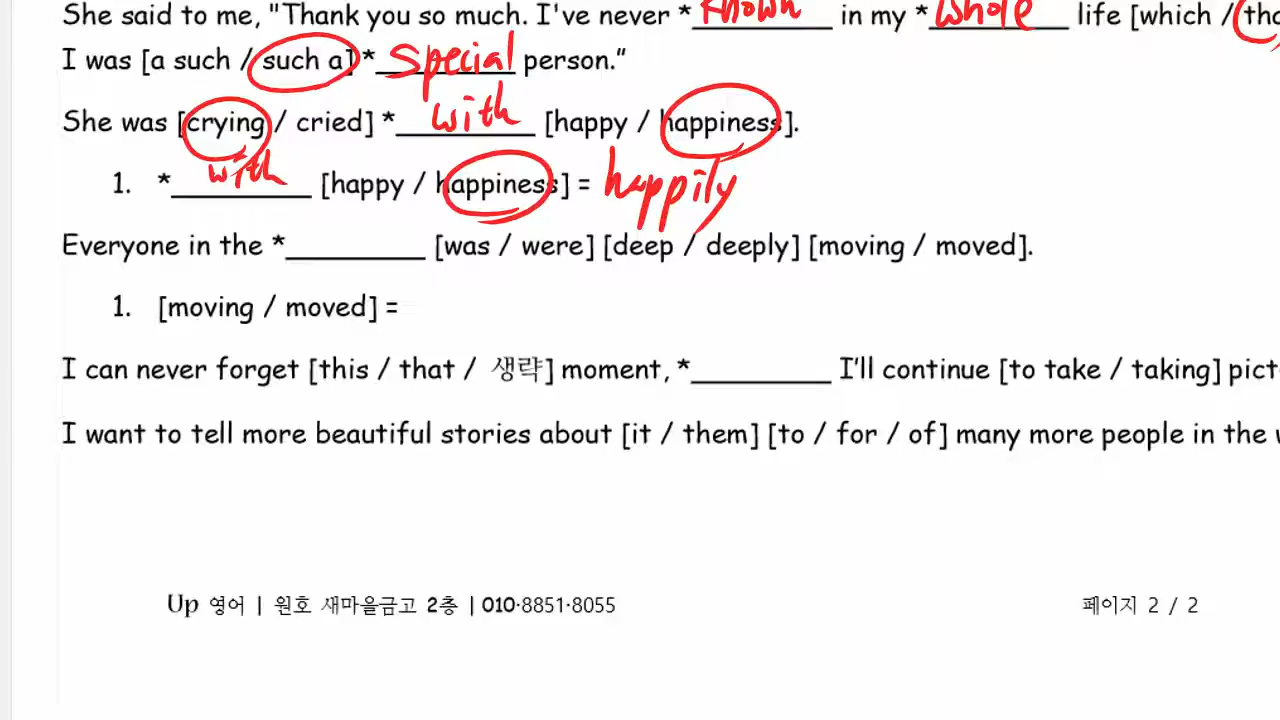 She said to me, "Thank you so much. I've never * known in my * whole life [which / tha
I was [a such / such a] * special person."
She was [crying / cried] * with [happy / happiness].
1. * with [happy / happiness] = happily
Everyone in the *__________ [was / were] [deep / deeply] [moving / moved].
1. [moving / moved] =
I can never forget [this / that / 생략] moment, *__________ I'll continue [to take / taking] pict
I want to tell more beautiful stories about [it / them] [to / for / of] many more people in the w
Up 영어 | 원호 새마을금고 2층 | 010·8851·8055
페이지 2 / 2